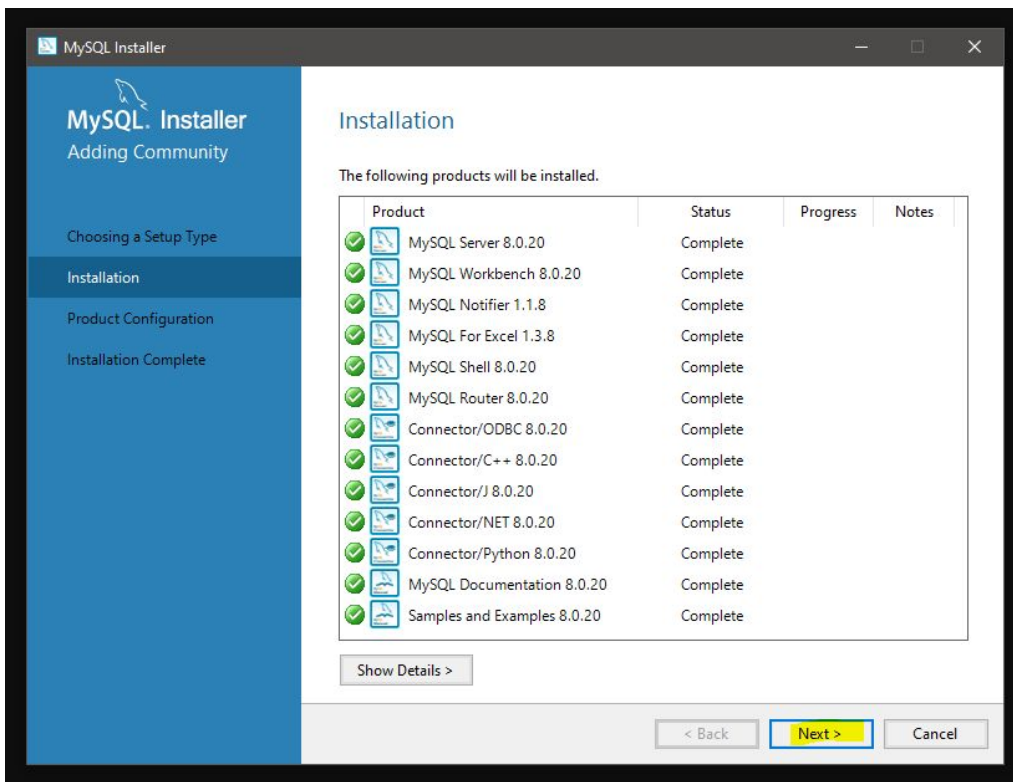 MySQL Installer
MySQL. Installer
Adding Community
Choosing a Setup Type
Installation
Product Configuration
Installation Complete
Installation
The following products will be installed.
Product Status Progress Notes
MySQL Server 8.0.20 Complete
MySQL Workbench 8.0.20 Complete
MySQL Notifier 1.1.8 Complete
MySQL For Excel 1.3.8 Complete
MySQL Shell 8.0.20 Complete
MySQL Router 8.0.20 Complete
Connector/ODBC 8.0.20 Complete
Connector/C++ 8.0.20 Complete
Connector/J 8.0.20 Complete
Connector/NET 8.0.20 Complete
Connector/Python 8.0.20 Complete
MySQL Documentation 8.0.20 Complete
Samples and Examples 8.0.20 Complete
Show Details >
< Back Next > Cancel